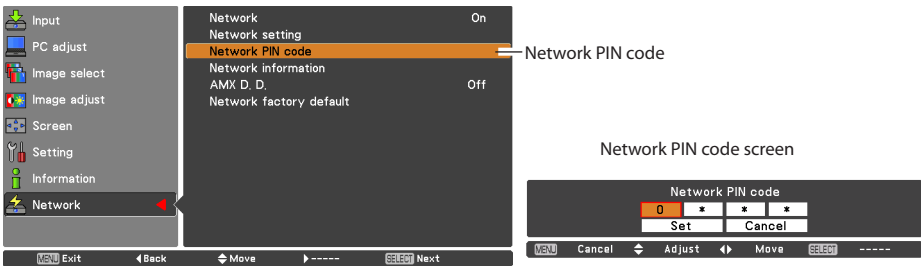 Input
PC adjust
Image select
Image adjust
Screen
Setting
Information
Network
Network On
Network setting
Network PIN code
Network information
AMX D. D. Off
Network factory default
MENU Exit Back Move ----- SELECT Next
Network PIN code
Network PIN code screen
Network PIN code
0 * * *
Set Cancel
MENU Cancel Adjust Move SELECT -----